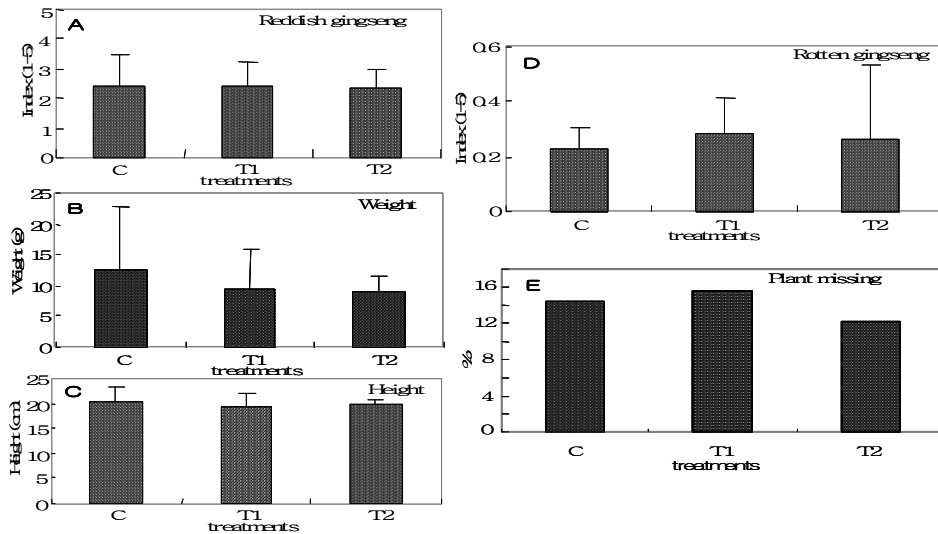 A
Reddish gingseng
Index (1-5)
5
4
3
2
1
0
C T1 T2
treatments
B
Weight
Weight (g)
25
20
15
10
5
0
C T1 T2
treatments
C
Height
Height (cm)
25
20
15
10
5
0
C T1 T2
treatments
D
Rotten gingseng
Index (1-5)
0.6
0.4
0.2
0
C T1 T2
treatments
E
Plant missing
%
16
12
8
4
0
C T1 T2
treatments